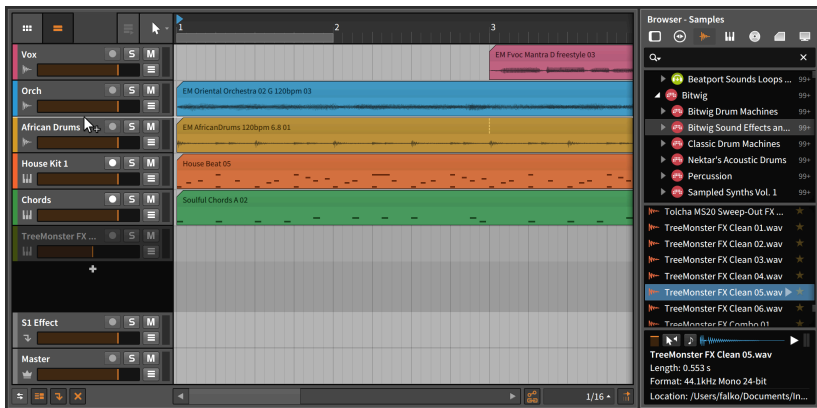 Browser - Samples
1
2
3
Vox
S
M
EM Fvoc Mantra D freestyle 03
Orch
S
M
EM Oriental Orchestra 02 G 120bpm 03
African Drums
S
M
EM AfricanDrums 120bpm 6.8 01
House Kit 1
S
M
House Beat 05
Chords
S
M
Soulful Chords A 02
TreeMonster FX ...
S
M
+
S1 Effect
S
M
Master
S
M
1/16
Beatport Sounds Loops ... 99+
Bitwig 99+
Bitwig Drum Machines 99+
Bitwig Sound Effects an... 99+
Classic Drum Machines 99+
Nektar's Acoustic Drums 99+
Percussion 99+
Sampled Synths Vol. 1 99+
Tolcha MS20 Sweep-Out FX ...
TreeMonster FX Clean 01.wav
TreeMonster FX Clean 02.wav
TreeMonster FX Clean 03.wav
TreeMonster FX Clean 04.wav
TreeMonster FX Clean 05.wav
TreeMonster FX Clean 06.wav
TreeMonster FX Combo 01
TreeMonster FX Clean 05.wav
Length: 0.553 s
Format: 44.1kHz Mono 24-bit
Location: /Users/falko/Documents/In...